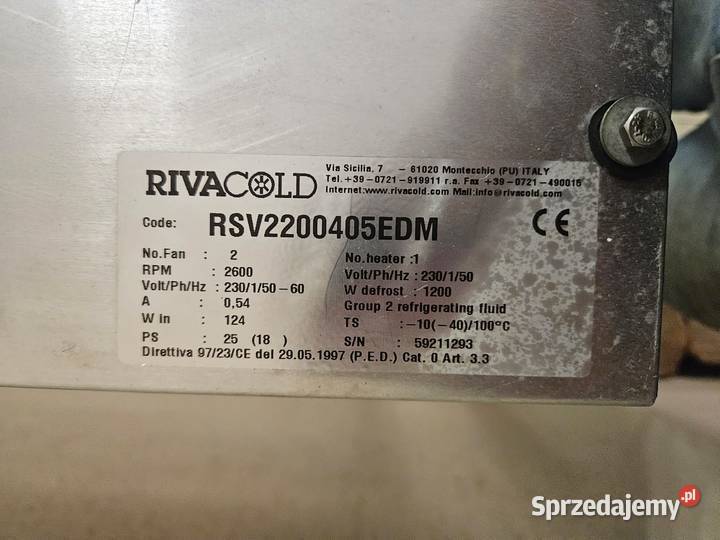 RIVACOLD
Via Sicilia, 7 - 61020 Montecchio (PU) ITALY
Tel. +39-0721-919911 r.a. Fax +39-0721-490015
Internet:www.rivacold.com Mail:info@rivacold.com
Code: RSV2200405EDM
CE
No.Fan : 2
RPM : 2600
Volt/Ph/Hz : 230/1/50-60
A : 0,54
W in : 124
PS : 25 (18 )
No.heater :1
Volt/Ph/Hz : 230/1/50
W defrost : 1200
Group 2 refrigerating fluid
TS : -10(-40)/100°C
S/N : 59211293
Direttiva 97/23/CE del 29.05.1997 (P.E.D.) Cat. 0 Art. 3.3
Sprzedajemy.pl